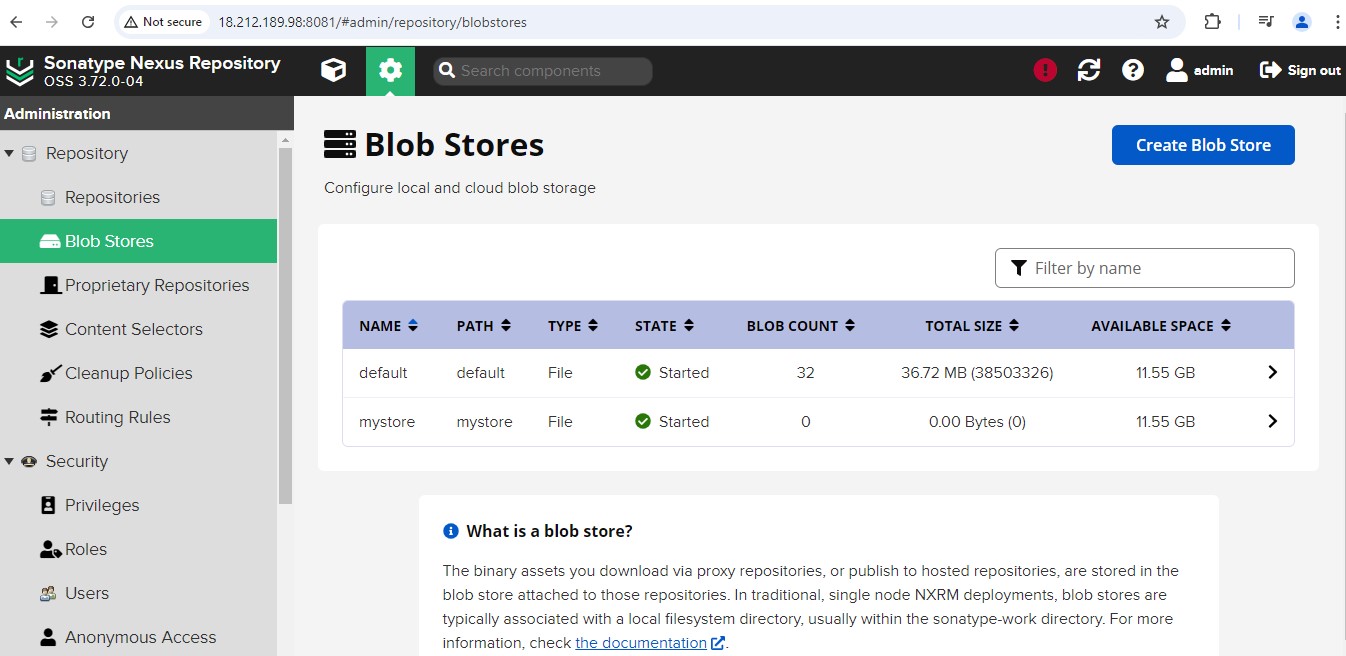 Not secure
18.212.189.98:8081/#admin/repository/blobstores
Sonatype Nexus Repository
OSS 3.72.0-04
Search components
admin
Sign out
Administration
Repository
Repositories
Blob Stores
Proprietary Repositories
Content Selectors
Cleanup Policies
Routing Rules
Security
Privileges
Roles
Users
Anonymous Access
Blob Stores
Create Blob Store
Configure local and cloud blob storage
Filter by name
NAME PATH TYPE STATE BLOB COUNT TOTAL SIZE AVAILABLE SPACE
default default File Started 32 36.72 MB (38503326) 11.55 GB
mystore mystore File Started 0 0.00 Bytes (0) 11.55 GB
What is a blob store?
The binary assets you download via proxy repositories, or publish to hosted repositories, are stored in the
blob store attached to those repositories. In traditional, single node NXRM deployments, blob stores are
typically associated with a local filesystem directory, usually within the sonatype-work directory. For more
information, check the documentation.